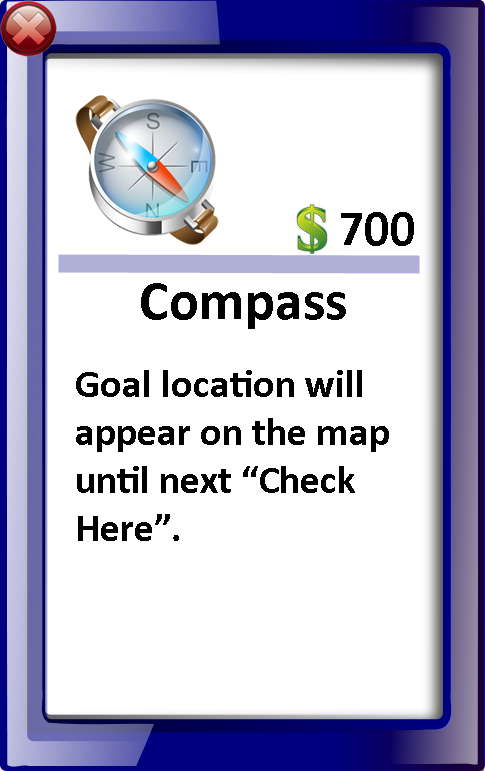 S
W E
N
$ 700
Compass
Goal location will
appear on the map
until next “Check
Here”.